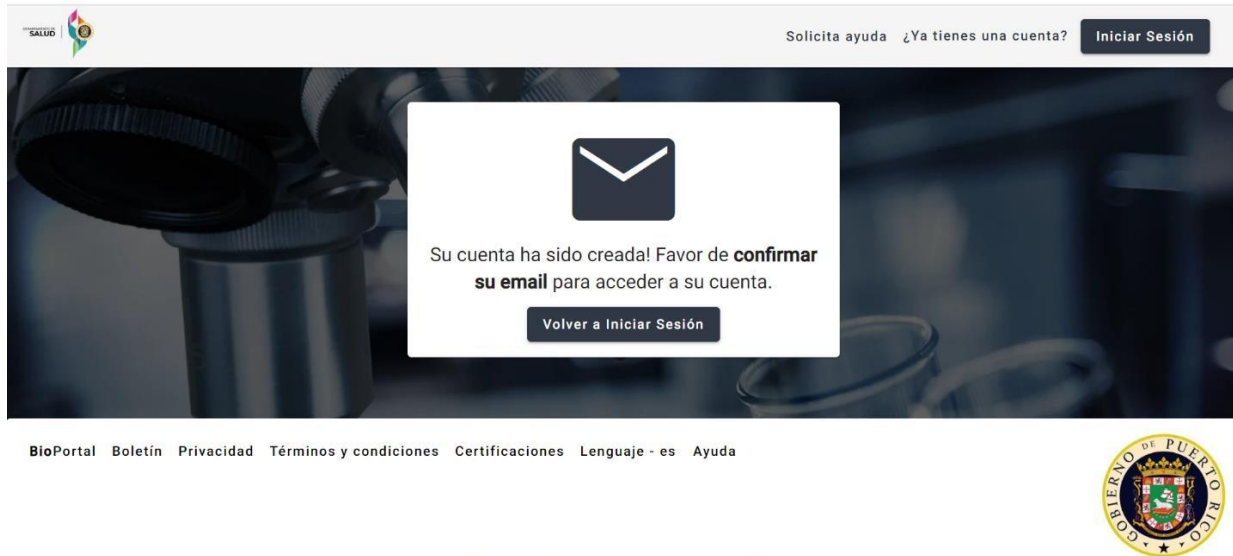 DEPARTAMENTO DE
SALUD
Solicita ayuda ¿Ya tienes una cuenta? Iniciar Sesión
Su cuenta ha sido creada! Favor de confirmar
su email para acceder a su cuenta.
Volver a Iniciar Sesión
BioPortal Boletín Privacidad Términos y condiciones Certificaciones Lenguaje - es Ayuda
GOBIERNO DE PUERTO RICO